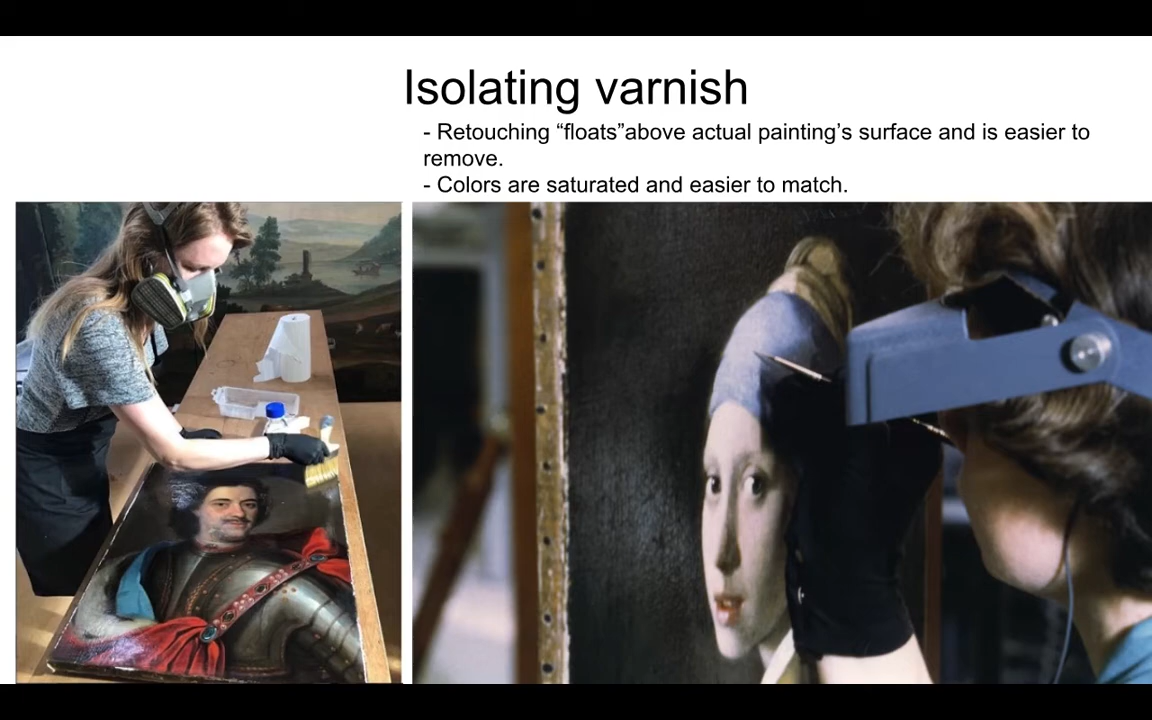 Isolating varnish
- Retouching “floats”above actual painting’s surface and is easier to
remove.
- Colors are saturated and easier to match.